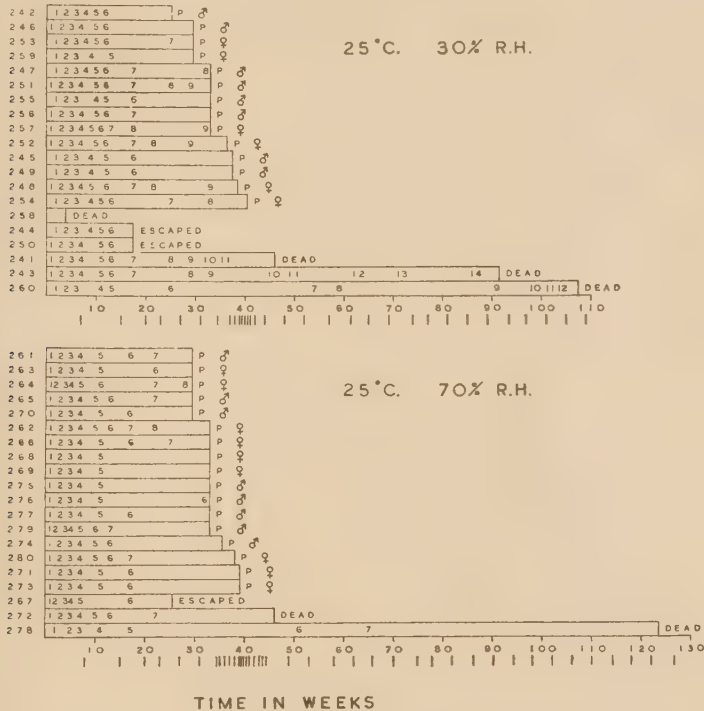 242 1 2 3 4 5 6 P ♂
246 1 2 3 4 5 6 P ♂
253 1 2 3 4 5 6 7 P ♀
259 1 2 3 4 5 P ♀
25°C. 30% R.H.
247 1 2 3 4 5 6 7 8 P ♂
251 1 2 3 4 5 6 7 8 9 P ♂
255 1 2 3 4 5 6 P ♂
256 1 2 3 4 5 6 7 P ♂
257 1 2 3 4 5 6 7 8 9 P ♀
252 1 2 3 4 5 6 7 8 9 P ♀
245 1 2 3 4 5 6 P ♂
249 1 2 3 4 5 6 P ♂
248 1 2 3 4 5 6 7 8 9 P ♀
254 1 2 3 4 5 6 7 8 P ♀
258 DEAD
244 1 2 3 4 5 6 ESCAPED
250 1 2 3 4 5 6 ESCAPED
241 1 2 3 4 5 6 7 8 9 10 11 DEAD
243 1 2 3 4 5 6 7 8 9 10 11 12 13 14 DEAD
260 1 2 3 4 5 6 7 8 9 10 11 12 DEAD
10 20 30 40 50 60 70 80 90 100 110
261 1 2 3 4 5 6 7 P ♂
263 1 2 3 4 5 6 P ♀
264 1 2 3 4 5 6 7 8 P ♀
25°C. 70% R.H.
265 1 2 3 4 5 6 7 P ♂
270 1 2 3 4 5 6 P ♂
262 1 2 3 4 5 6 7 8 P ♀
266 1 2 3 4 5 6 7 P ♀
268 1 2 3 4 5 P ♀
269 1 2 3 4 5 P ♀
275 1 2 3 4 5 P ♂
276 1 2 3 4 5 6 P ♂
277 1 2 3 4 5 6 P ♂
279 1 2 3 4 5 6 7 P ♂
274 2 3 4 5 6 P ♂
280 1 2 3 4 5 6 7 P ♀
271 1 2 3 4 5 6 P ♀
273 1 2 3 4 5 6 P ♀
267 1 2 3 4 5 6 ESCAPED
272 1 2 3 4 5 6 7 DEAD
278 1 2 3 4 5 6 7 DEAD
10 20 30 40 50 60 70 80 90 100 110 120 130
TIME IN WEEKS